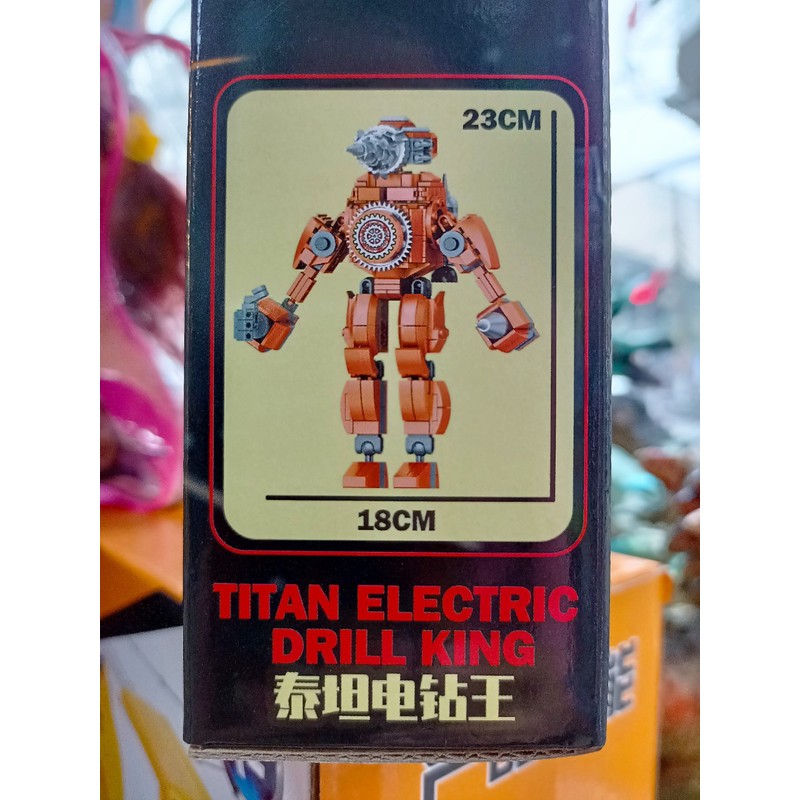 23CM
18CM
TITAN ELECTRIC
DRILL KING
泰坦电钻王